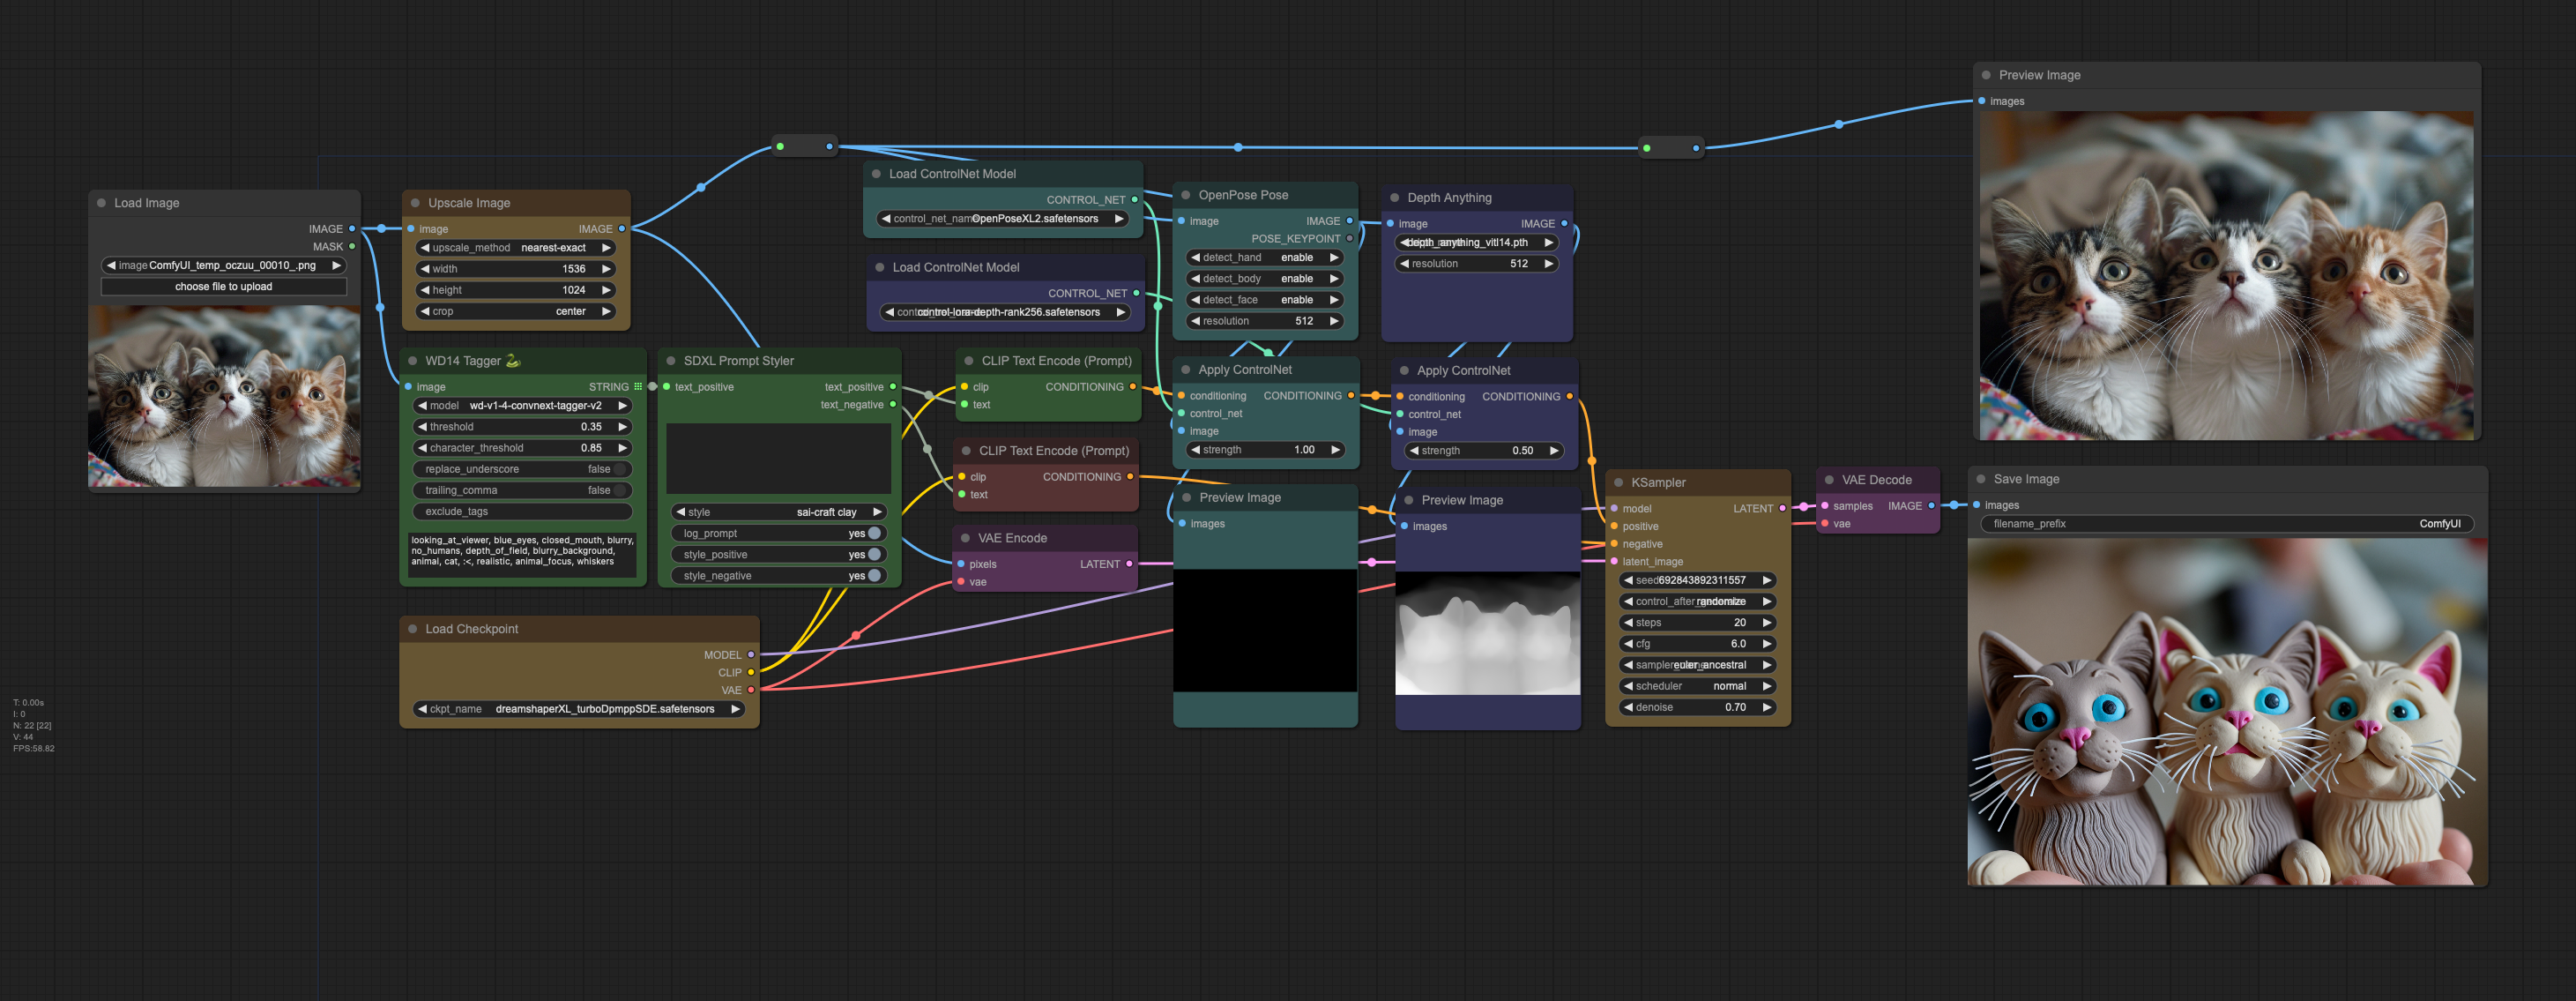 Load Image
IMAGE
MASK
image ComfyUI_temp_oczuu_00010_.png
choose file to upload
Upscale Image
image IMAGE
upscale_method nearest-exact
width 1536
height 1024
crop center
WD14 Tagger 🐍
image STRING
model wd-v1-4-convnext-tagger-v2
threshold 0.35
character_threshold 0.85
replace_underscore false
trailing_comma false
exclude_tags
looking_at_viewer, blue_eyes, closed_mouth, blurry,
no_humans, depth_of_field, blurry_background,
animal, cat, :<, realistic, animal_focus, whiskers
SDXL Prompt Styler
text_positive text_positive
text_negative
style sai-craft clay
log_prompt yes
style_positive yes
style_negative yes
Load Checkpoint
MODEL
CLIP
VAE
ckpt_name dreamshaperXL_turboDpmppSDE.safetensors
Load ControlNet Model
CONTROL_NET
control_net_name OpenPoseXL2.safetensors
Load ControlNet Model
CONTROL_NET
control-lora-depth-rank256.safetensors
CLIP Text Encode (Prompt)
clip CONDITIONING
text
CLIP Text Encode (Prompt)
clip CONDITIONING
text
VAE Encode
pixels LATENT
vae
OpenPose Pose
image IMAGE
POSE_KEYPOINT
detect_hand enable
detect_body enable
detect_face enable
resolution 512
Depth Anything
image IMAGE
depth_anything_vitl14.pth
resolution 512
Apply ControlNet
conditioning CONDITIONING
control_net
image
strength 1.00
Apply ControlNet
conditioning CONDITIONING
control_net
image
strength 0.50
Preview Image
images
Preview Image
images
KSampler
model LATENT
positive
negative
latent_image
seed 692843892311557
control_after randomize
steps 20
cfg 6.0
sampler euler_ancestral
scheduler normal
denoise 0.70
VAE Decode
samples IMAGE
vae
Preview Image
images
Save Image
images
filename_prefix ComfyUI
T: 0.00s
I: 0
N: 22 [22]
V: 44
FPS:58.82